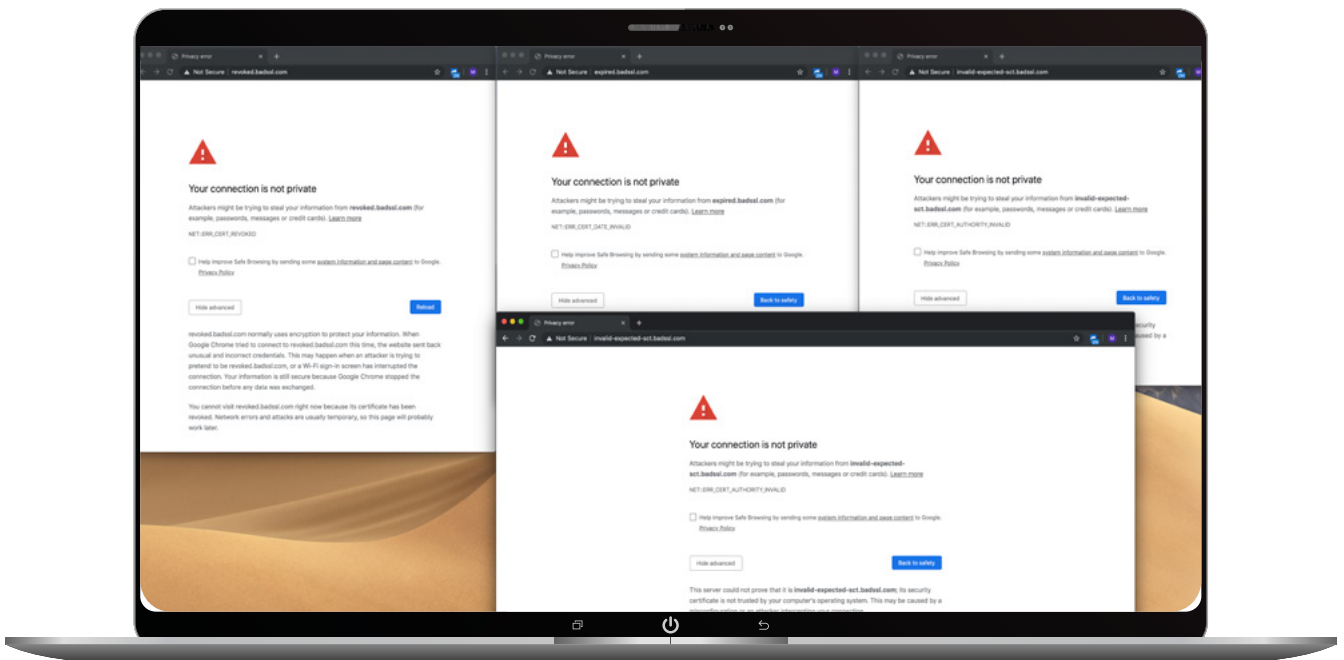 Privacy error
Not Secure | revoked.badssl.com
Your connection is not private
Attackers might be trying to steal your information from revoked.badssl.com (for
example, passwords, messages or credit cards). Learn more
NET::ERR_CERT_REVOKED
Help improve Safe Browsing by sending some system information and page content to Google.
Privacy Policy
Hide advanced
Reload
revoked.badssl.com normally uses encryption to protect your information. When
Google Chrome tried to connect to revoked.badssl.com this time, the website sent back
unusual and incorrect credentials. This may happen when an attacker is trying to
pretend to be revoked.badssl.com, or a Wi-Fi sign-in screen has interrupted the
connection. Your information is still secure because Google Chrome stopped the
connection before any data was exchanged.
You cannot visit revoked.badssl.com right now because its certificate has been
revoked. Network errors and attacks are usually temporary, so this page will probably
work later.
Privacy error
Not Secure | expired.badssl.com
Your connection is not private
Attackers might be trying to steal your information from expired.badssl.com (for
example, passwords, messages or credit cards). Learn more
NET::ERR_CERT_DATE_INVALID
Help improve Safe Browsing by sending some system information and page content to Google.
Privacy Policy
Hide advanced
Back to safety
Privacy error
Not Secure | invalid-expected-sct.badssl.com
Your connection is not private
Attackers might be trying to steal your information from invalid-expected-
sct.badssl.com (for example, passwords, messages or credit cards). Learn more
NET::ERR_CERT_AUTHORITY_INVALID
Help improve Safe Browsing by sending some system information and page content to Google.
Privacy Policy
Hide advanced
Back to safety
security
caused by a
Privacy error
Not Secure | invalid-expected-sct.badssl.com
Your connection is not private
Attackers might be trying to steal your information from invalid-expected-
sct.badssl.com (for example, passwords, messages or credit cards). Learn more
NET::ERR_CERT_AUTHORITY_INVALID
Help improve Safe Browsing by sending some system information and page content to Google.
Privacy Policy
Hide advanced
Back to safety
This server could not prove that it is invalid-expected-sct.badssl.com; its security
certificate is not trusted by your computer's operating system. This may be caused by a
misconfiguration or an attacker intercepting your connection.